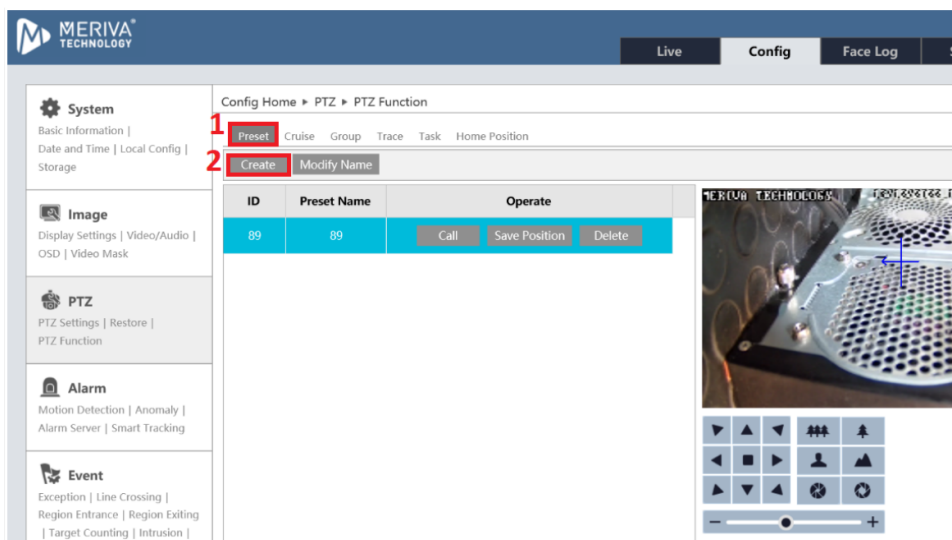 MERIVA®
TECHNOLOGY
Live Config Face Log
System
Basic Information |
Date and Time | Local Config |
Storage
Image
Display Settings | Video/Audio |
OSD | Video Mask
PTZ
PTZ Settings | Restore |
PTZ Function
Alarm
Motion Detection | Anomaly |
Alarm Server | Smart Tracking
Event
Exception | Line Crossing |
Region Entrance | Region Exiting
| Target Counting | Intrusion |
Config Home ▸ PTZ ▸ PTZ Function
1 Preset Cruise Group Trace Task Home Position
2 Create Modify Name
ID Preset Name Operate
89 89 Call Save Position Delete
MERIVA TECHNOLOGY